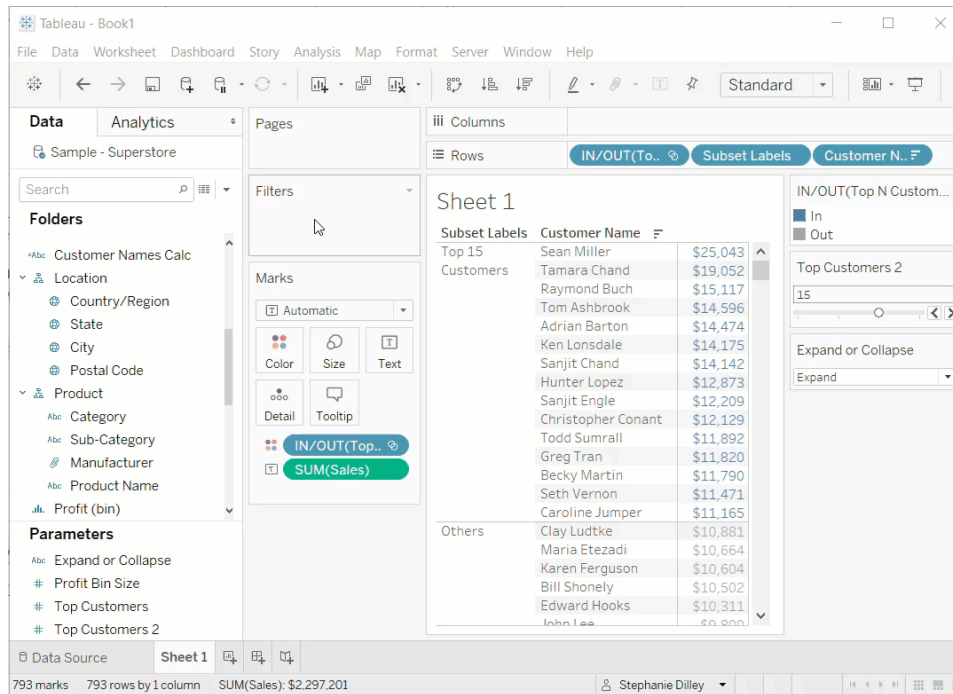 Tableau - Book1
File Data Worksheet Dashboard Story Analysis Map Format Server Window Help
Standard
Data Analytics
Sample - Superstore
Search
Folders
Abc Customer Names Calc
Location
Country/Region
State
City
Postal Code
Product
Abc Category
Abc Sub-Category
Manufacturer
Abc Product Name
Profit (bin)
Parameters
Abc Expand or Collapse
# Profit Bin Size
# Top Customers
# Top Customers 2
Pages
Filters
Marks
Automatic
Color Size Text
Detail Tooltip
IN/OUT(Top..
SUM(Sales)
Columns
Rows IN/OUT(To.. Subset Labels Customer N..
Sheet 1
Subset Labels Customer Name
Top 15 Customers Sean Miller $25,043
Tamara Chand $19,052
Raymond Buch $15,117
Tom Ashbrook $14,596
Adrian Barton $14,474
Ken Lonsdale $14,175
Sanjit Chand $14,142
Hunter Lopez $12,873
Sanjit Engle $12,209
Christopher Conant $12,129
Todd Sumrall $11,892
Greg Tran $11,820
Becky Martin $11,790
Seth Vernon $11,471
Caroline Jumper $11,165
Others Clay Ludtke $10,881
Maria Etezadi $10,664
Karen Ferguson $10,604
Bill Shonely $10,502
Edward Hooks $10,311
John Lee $9,800
IN/OUT(Top N Custom...
In
Out
Top Customers 2
15
Expand or Collapse
Expand
Data Source Sheet 1
793 marks 793 rows by 1 column SUM(Sales): $2,297,201 Stephanie Dilley